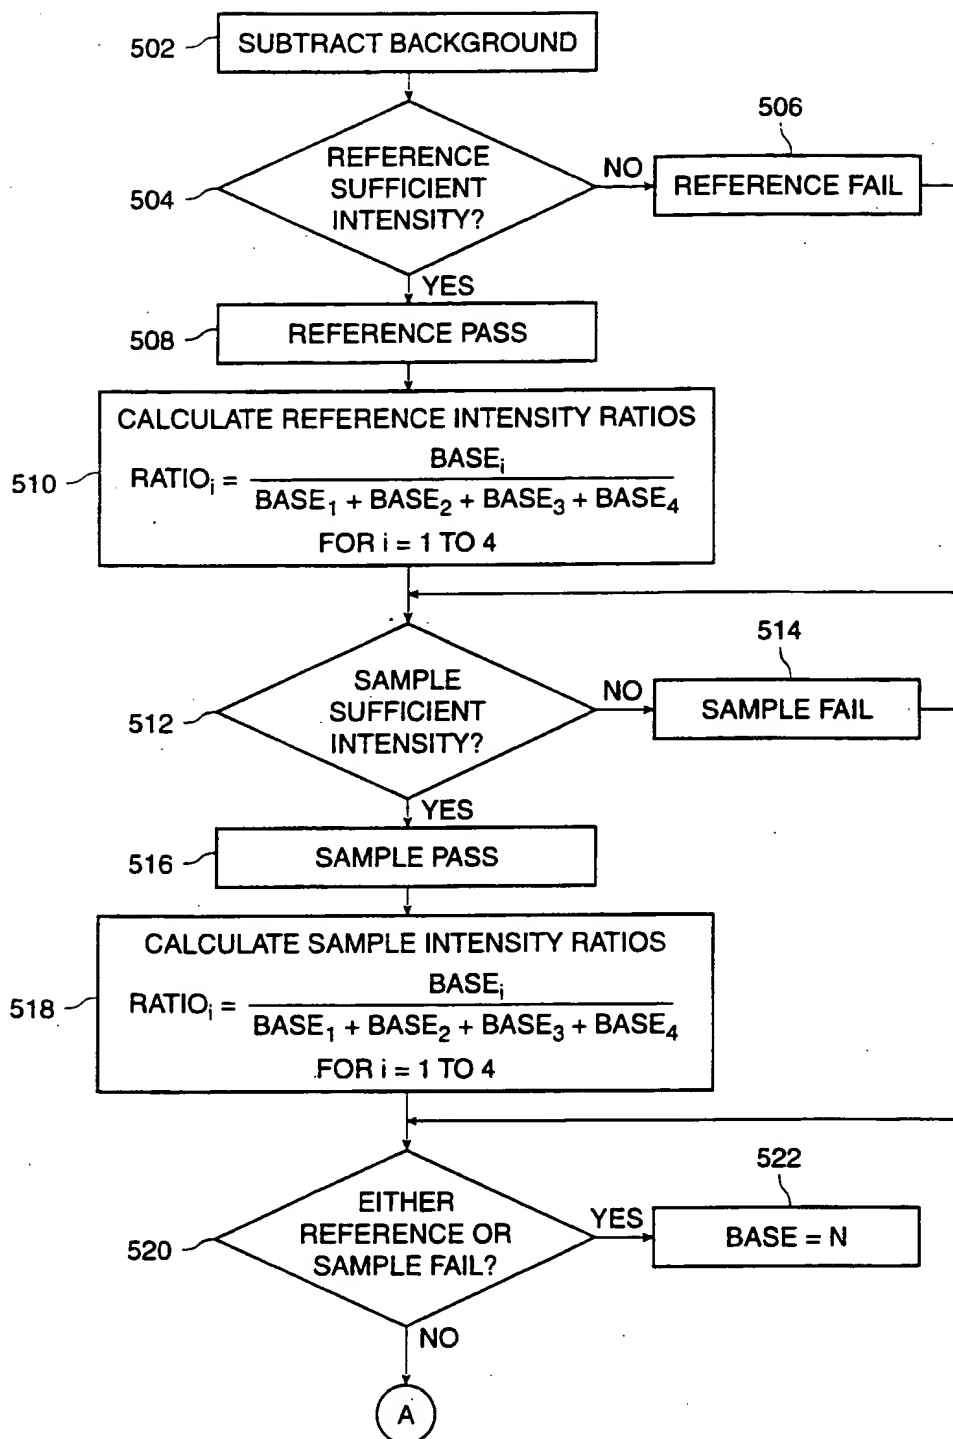 502
SUBTRACT BACKGROUND
504
REFERENCE
SUFFICIENT
INTENSITY?
NO
506
REFERENCE FAIL
YES
508
REFERENCE PASS
510
CALCULATE REFERENCE INTENSITY RATIOS
RATIOi = BASEi
BASE1 + BASE2 + BASE3 + BASE4
FOR i = 1 TO 4
512
SAMPLE
SUFFICIENT
INTENSITY?
NO
514
SAMPLE FAIL
YES
516
SAMPLE PASS
518
CALCULATE SAMPLE INTENSITY RATIOS
RATIOi = BASEi
BASE1 + BASE2 + BASE3 + BASE4
FOR i = 1 TO 4
520
EITHER
REFERENCE OR
SAMPLE FAIL?
YES
522
BASE = N
NO
A